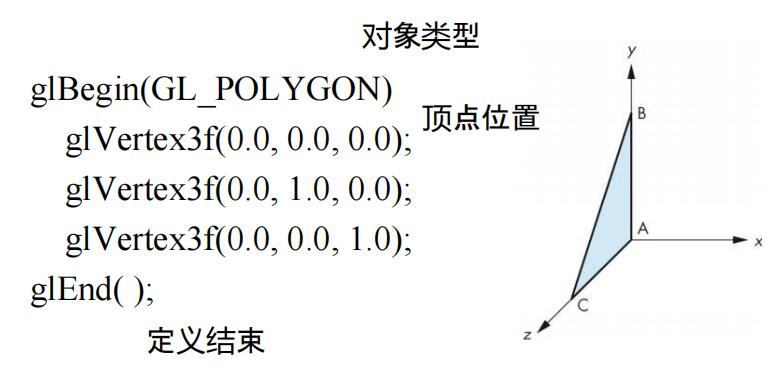 对象类型
glBegin(GL_POLYGON)
顶点位置
glVertex3f(0.0, 0.0, 0.0);
glVertex3f(0.0, 1.0, 0.0);
glVertex3f(0.0, 0.0, 1.0);
glEnd( );
定义结束
y
B
A
x
C
z